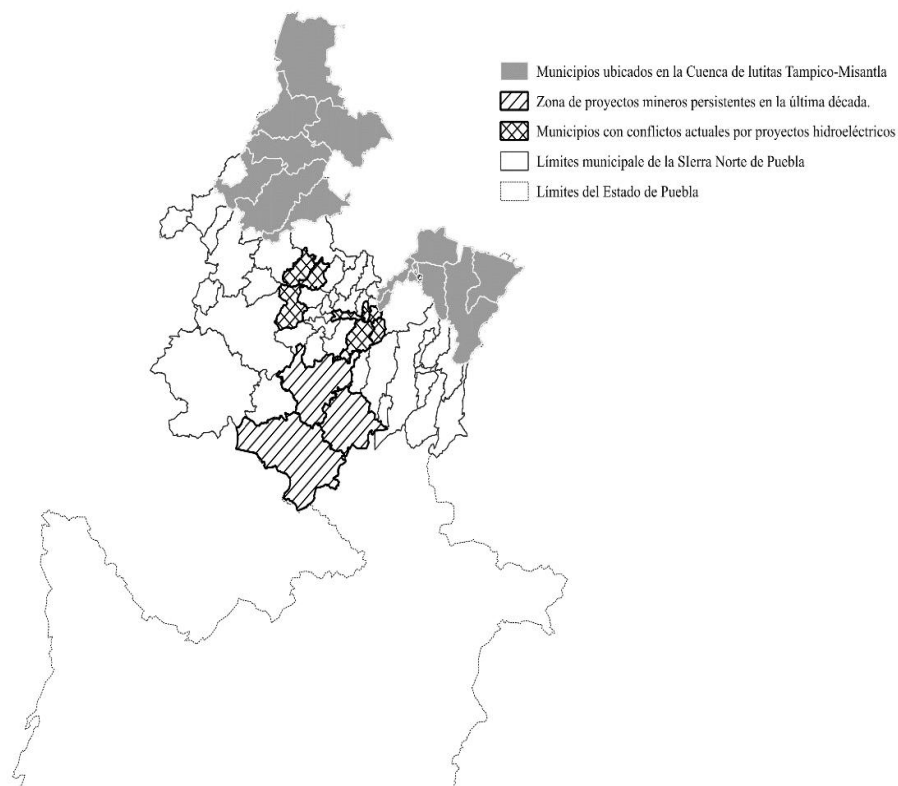 Municipios ubicados en la Cuenca de lutitas Tampico-Misantla
Zona de proyectos mineros persistentes en la última década.
Municipios con conflictos actuales por proyectos hidroeléctricos
Límites municipale de la SIerra Norte de Puebla
Límites del Estado de Puebla